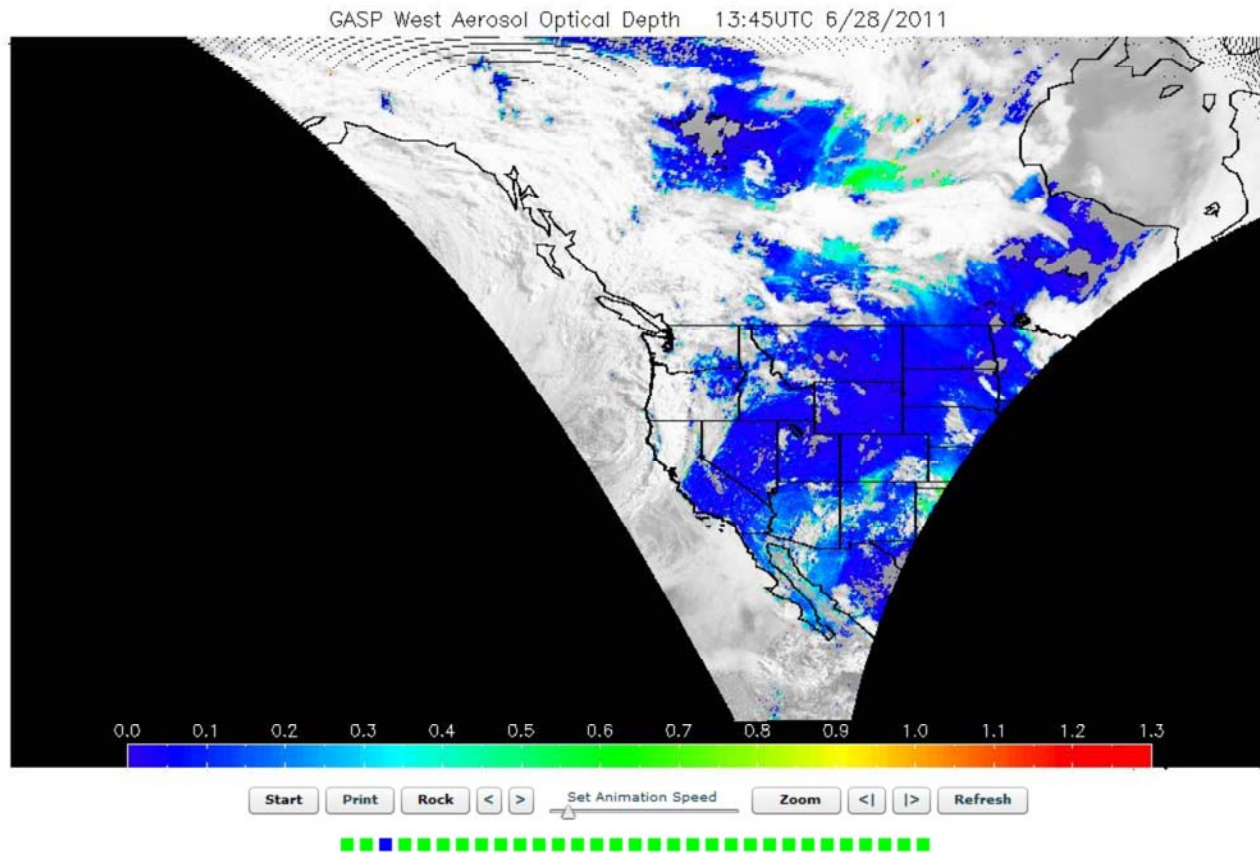 GASP West Aerosol Optical Depth 13:45UTC 6/28/2011
0.0 0.1 0.2 0.3 0.4 0.5 0.6 0.7 0.8 0.9 1.0 1.1 1.2 1.3
Start Print Rock < > Set Animation Speed Zoom <| |> Refresh